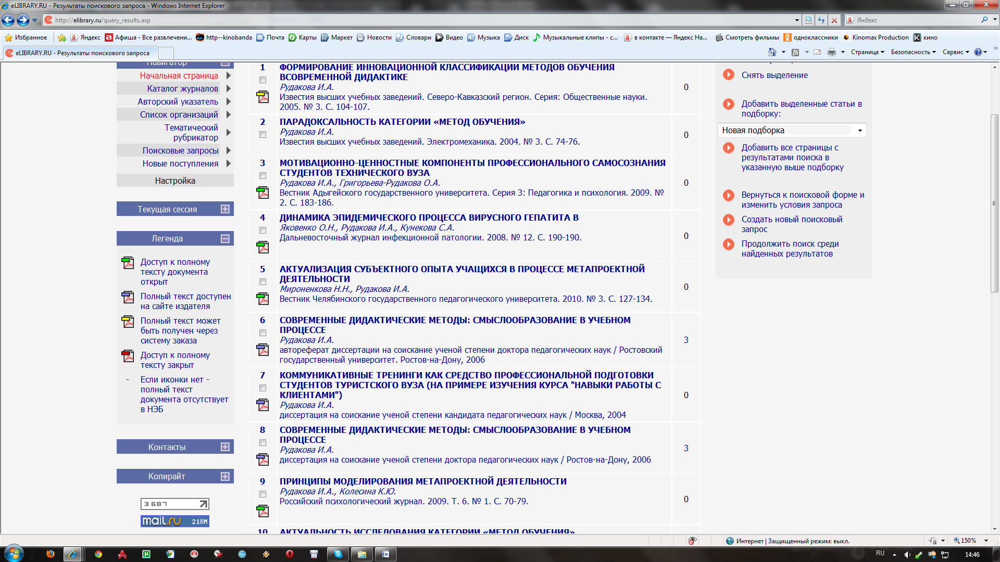 eLIBRARY.RU - Результаты поискового запроса - Windows Internet Explorer
http://elibrary.ru/query_results.asp
Яндекс
Избранное
Яндекс
Афиша - Все развлечени...
http--kinobanda
Почта
Карты
Маркет
Новости
Словари
Видео
Музыка
Диск
Музыкальные клипы - с...
в контакте — Яндекс На...
Смотреть фильмы
одноклассники
Kinomax Production
кино
eLIBRARY.RU - Результаты поискового запроса
Страница
Безопасность
Сервис
Навигатор
Начальная страница
Каталог журналов
Авторский указатель
Список организаций
Тематический
рубрикатор
Поисковые запросы
Новые поступления
Настройка
Текущая сессия
Легенда
Доступ к полному
тексту документа
открыт
Полный текст доступен
на сайте издателя
Полный текст может
быть получен через
систему заказа
Доступ к полному
тексту закрыт
- Если иконки нет -
полный текст
документа отсутствует
в НЭБ
Контакты
Копирайт
3687
mail.ru 218M
1 ФОРМИРОВАНИЕ ИННОВАЦИОННОЙ КЛАССИФИКАЦИИ МЕТОДОВ ОБУЧЕНИЯ
ВСОВРЕМЕННОЙ ДИДАКТИКЕ
Рудакова И.А.
Известия высших учебных заведений. Северо-Кавказский регион. Серия: Общественные науки.
2005. № 3. С. 104-107.
0
2 ПАРАДОКСАЛЬНОСТЬ КАТЕГОРИИ «МЕТОД ОБУЧЕНИЯ»
Рудакова И.А.
Известия высших учебных заведений. Электромеханика. 2004. № 3. С. 74-76.
0
3 МОТИВАЦИОННО-ЦЕННОСТНЫЕ КОМПОНЕНТЫ ПРОФЕССИОНАЛЬНОГО САМОСОЗНАНИЯ
СТУДЕНТОВ ТЕХНИЧЕСКОГО ВУЗА
Рудакова И.А., Григорьева-Рудакова О.А.
Вестник Адыгейского государственного университета. Серия 3: Педагогика и психология. 2009. №
2. С. 183-186.
0
4 ДИНАМИКА ЭПИДЕМИЧЕСКОГО ПРОЦЕССА ВИРУСНОГО ГЕПАТИТА В
Яковенко О.Н., Рудакова И.А., Кунекова С.А.
Дальневосточный журнал инфекционной патологии. 2008. № 12. С. 190-190.
0
5 АКТУАЛИЗАЦИЯ СУБЪЕКТНОГО ОПЫТА УЧАЩИХСЯ В ПРОЦЕССЕ МЕТАПРОЕКТНОЙ
ДЕЯТЕЛЬНОСТИ
Мироненкова Н.Н., Рудакова И.А.
Вестник Челябинского государственного педагогического университета. 2010. № 3. С. 127-134.
0
6 СОВРЕМЕННЫЕ ДИДАКТИЧЕСКИЕ МЕТОДЫ: СМЫСЛООБРАЗОВАНИЕ В УЧЕБНОМ
ПРОЦЕССЕ
Рудакова И.А.
автореферат диссертации на соискание ученой степени доктора педагогических наук / Ростовский
государственный университет. Ростов-на-Дону, 2006
3
7 КОММУНИКАТИВНЫЕ ТРЕНИНГИ КАК СРЕДСТВО ПРОФЕССИОНАЛЬНОЙ ПОДГОТОВКИ
СТУДЕНТОВ ТУРИСТСКОГО ВУЗА (НА ПРИМЕРЕ ИЗУЧЕНИЯ КУРСА "НАВЫКИ РАБОТЫ С
КЛИЕНТАМИ")
Рудакова И.А.
диссертация на соискание ученой степени кандидата педагогических наук / Москва, 2004
0
8 СОВРЕМЕННЫЕ ДИДАКТИЧЕСКИЕ МЕТОДЫ: СМЫСЛООБРАЗОВАНИЕ В УЧЕБНОМ
ПРОЦЕССЕ
Рудакова И.А.
диссертация на соискание ученой степени доктора педагогических наук / Ростов-на-Дону, 2006
3
9 ПРИНЦИПЫ МОДЕЛИРОВАНИЯ МЕТАПРОЕКТНОЙ ДЕЯТЕЛЬНОСТИ
Рудакова И.А., Колесина К.Ю.
Российский психологический журнал. 2009. Т. 6. № 1. С. 70-79.
0
10 АКТУАЛЬНОСТЬ ИССЛЕДОВАНИЯ КАТЕГОРИИ «МЕТОД ОБУЧЕНИЯ»
Снять выделение
Добавить выделенные статьи в
подборку:
Новая подборка
Добавить все страницы с
результатами поиска в
указанную выше подборку
Вернуться к поисковой форме и
изменить условия запроса
Создать новый поисковый
запрос
Продолжить поиск среди
найденных результатов
Интернет | Защищенный режим: выкл.
150%
RU
14:46